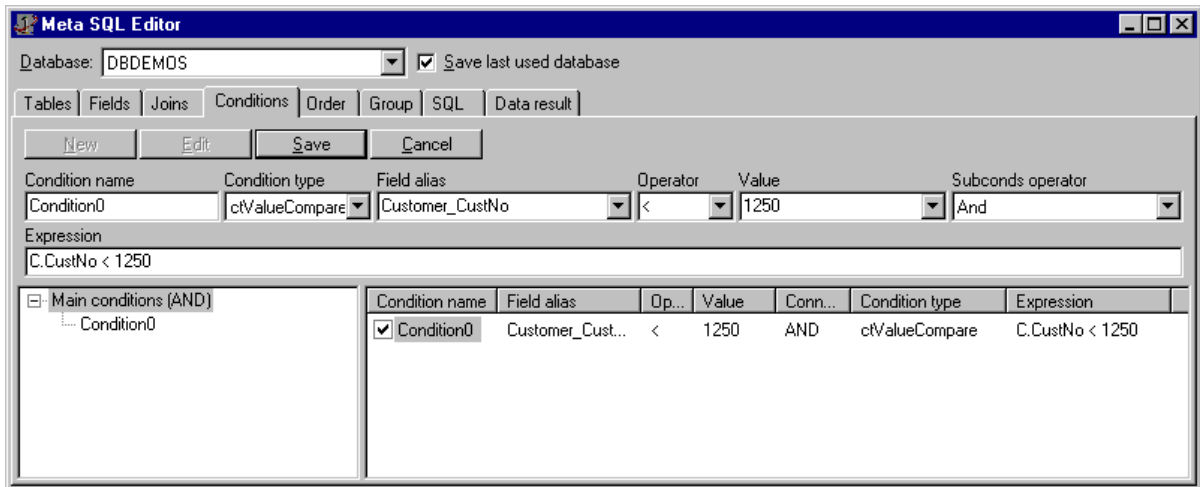 Meta SQL Editor
Database: DBDEMOS Save last used database
Tables Fields Joins Conditions Order Group SQL Data result
New Edit Save Cancel
Condition name Condition type Field alias Operator Value Subconds operator
Condition0 ctValueCompare Customer_CustNo < 1250 And
Expression
C.CustNo < 1250
Main conditions (AND) Condition name Field alias Op... Value Conn... Condition type Expression
Condition0 Condition0 Customer_Cust... < 1250 AND ctValueCompare C.CustNo < 1250